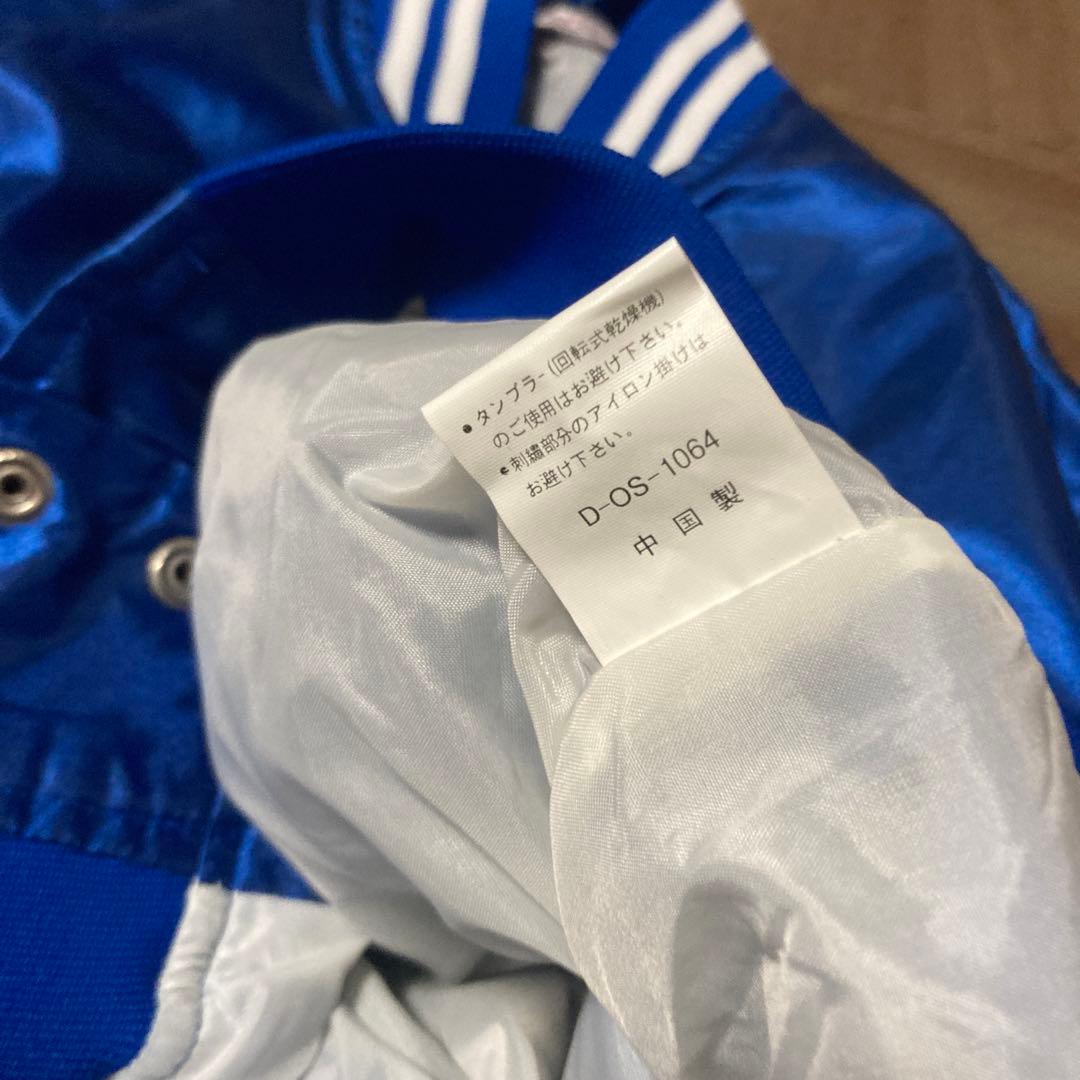 ●タンブラー(回転式乾燥機)
のご使用はお避け下さい。
●刺繡部分のアイロン掛けは
お避け下さい。
D-OS-1064
中国製